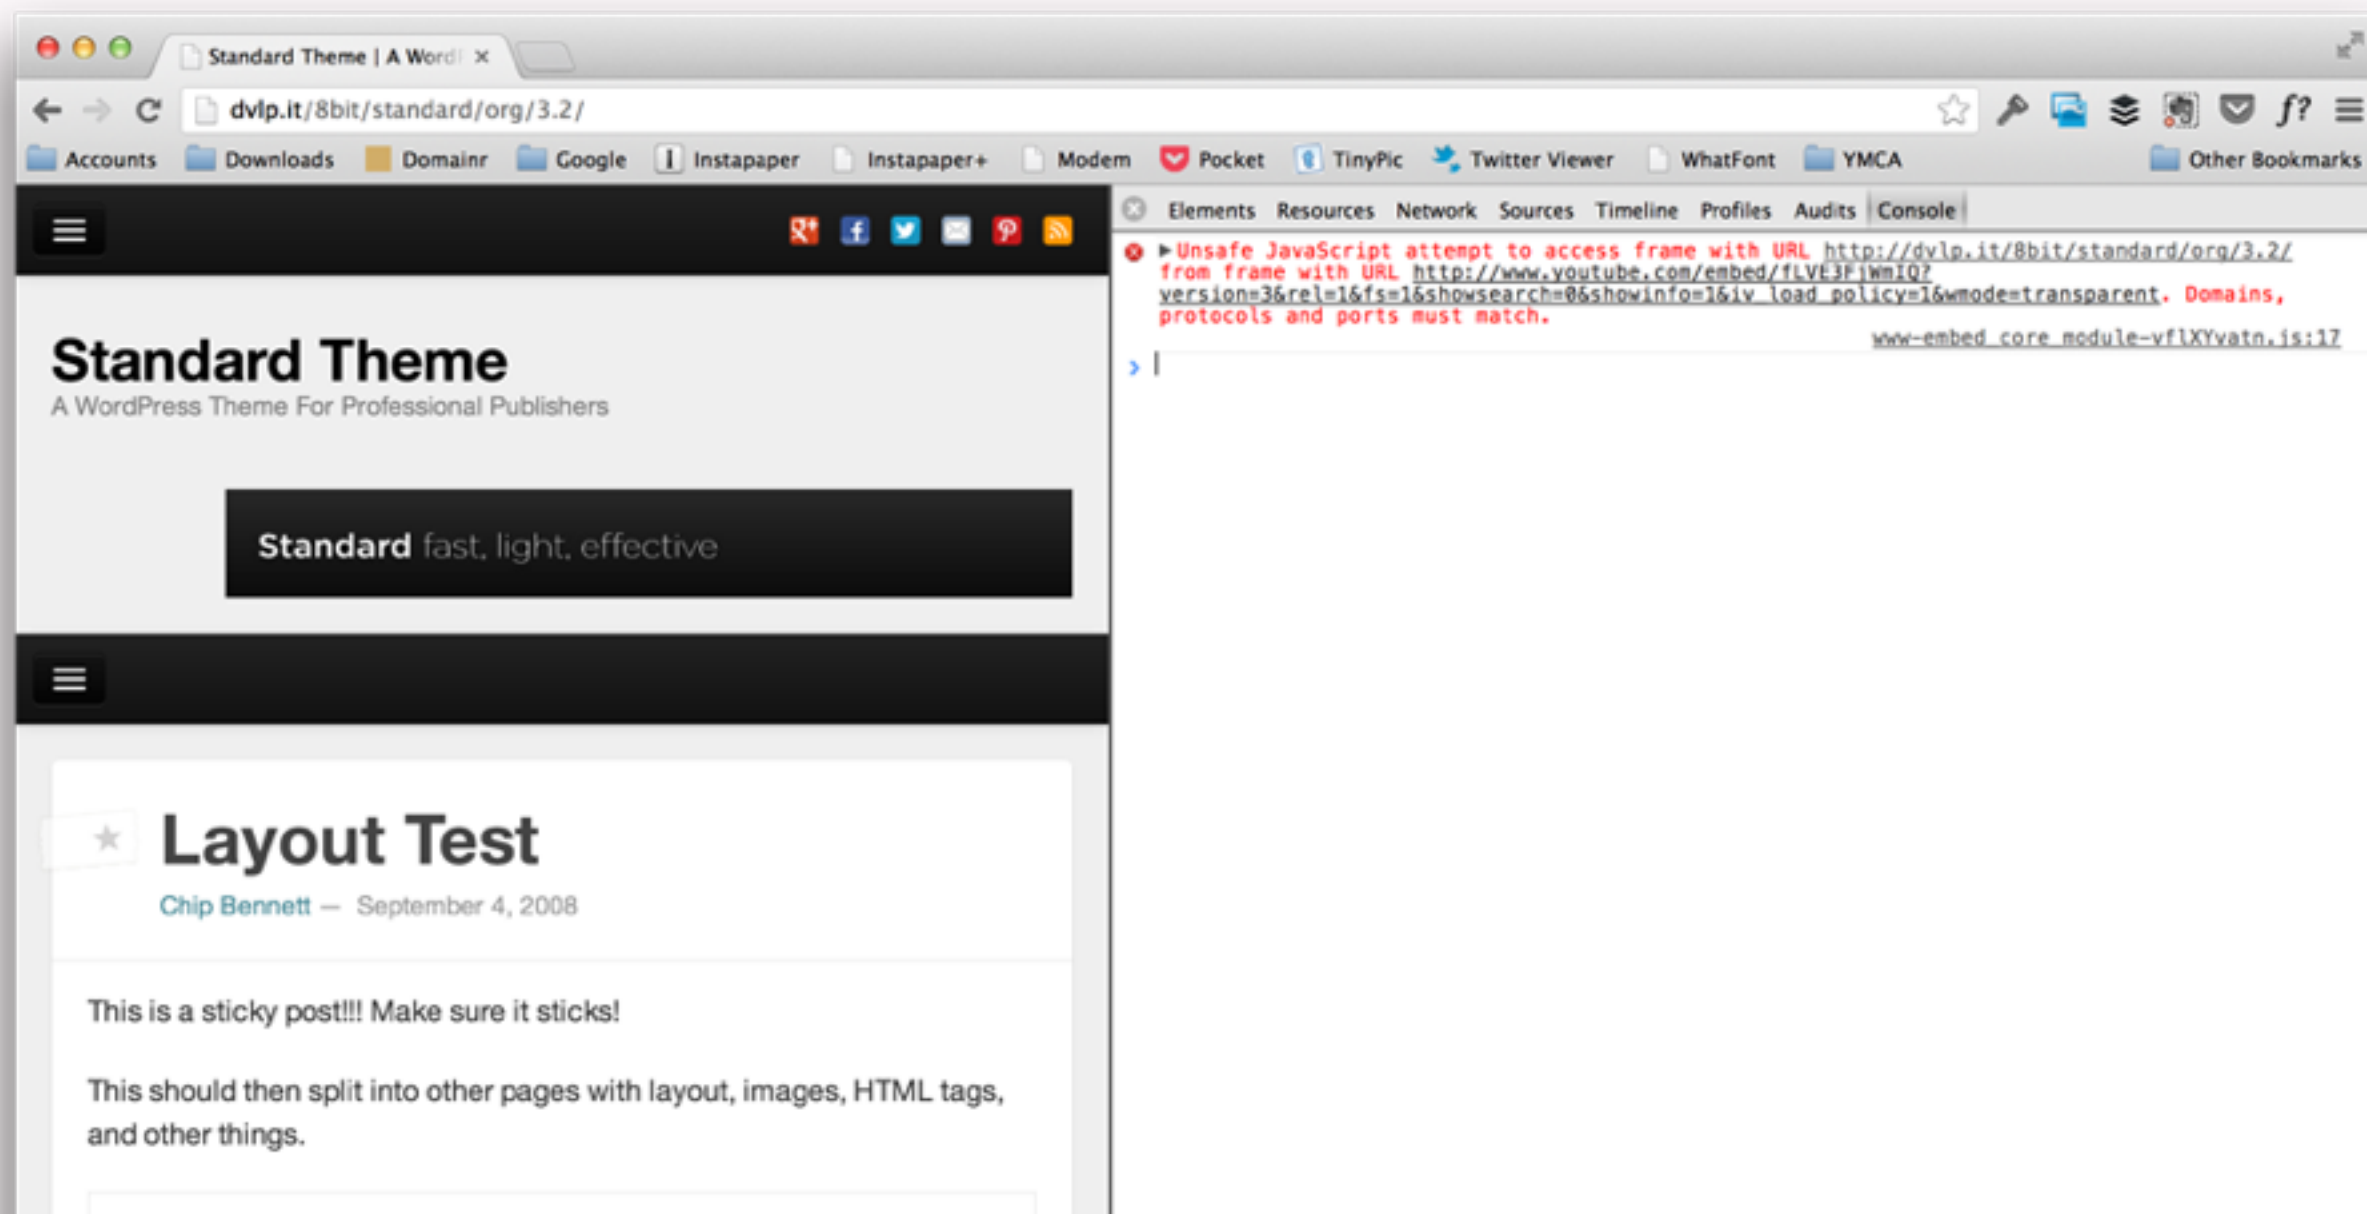 Standard Theme | A Word
dvlp.it/8bit/standard/org/3.2/
f?
Accounts Downloads Domainr Google I Instapaper Instapaper+ Modem Pocket TinyPic Twitter Viewer WhatFont YMCA Other Bookmarks
Elements Resources Network Sources Timeline Profiles Audits Console
Unsafe JavaScript attempt to access frame with URL http://dvlp.it/8bit/standard/org/3.2/
from frame with URL http://www.youtube.com/embed/fLVE3FjWmIQ?
version=3&rel=1&fs=1&showsearch=0&showinfo=1&iv_load_policy=1&wmode=transparent. Domains,
protocols and ports must match.
www-embed_core_module-vflXYvatn.js:17
Standard Theme
A WordPress Theme For Professional Publishers
Standard fast, light, effective
Layout Test
Chip Bennett — September 4, 2008
This is a sticky post!!! Make sure it sticks!
This should then split into other pages with layout, images, HTML tags,
and other things.